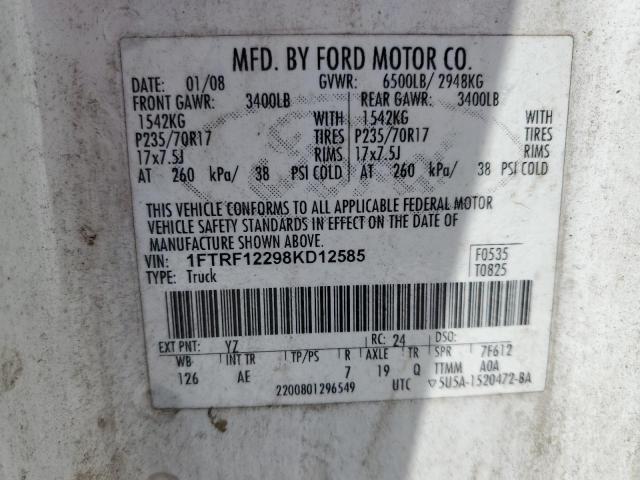 MFD. BY FORD MOTOR CO.
DATE: 01/08 GVWR: 6500LB/ 2948KG
FRONT GAWR: 3400LB REAR GAWR: 3400LB
1542KG WITH 1542KG WITH
P235/70R17 TIRES P235/70R17 TIRES
17x7.5J RIMS 17x7.5J RIMS
AT 260 kPa/ 38 PSI COLD AT 260 kPa/ 38 PSI COLD
THIS VEHICLE CONFORMS TO ALL APPLICABLE FEDERAL MOTOR
VEHICLE SAFETY STANDARDS IN EFFECT ON THE DATE OF
MANUFACTURE SHOWN ABOVE.
VIN: 1FTRF12298KD12585 F0535
TYPE: Truck T0825
EXT PNT: YZ RC: 24 DSO:
WB INT TR TP/PS R AXLE TR SPR 7F612
126 AE 7 19 Q TTMM A0A
2200801296549 UTC ▽5U5A-1520472-BA